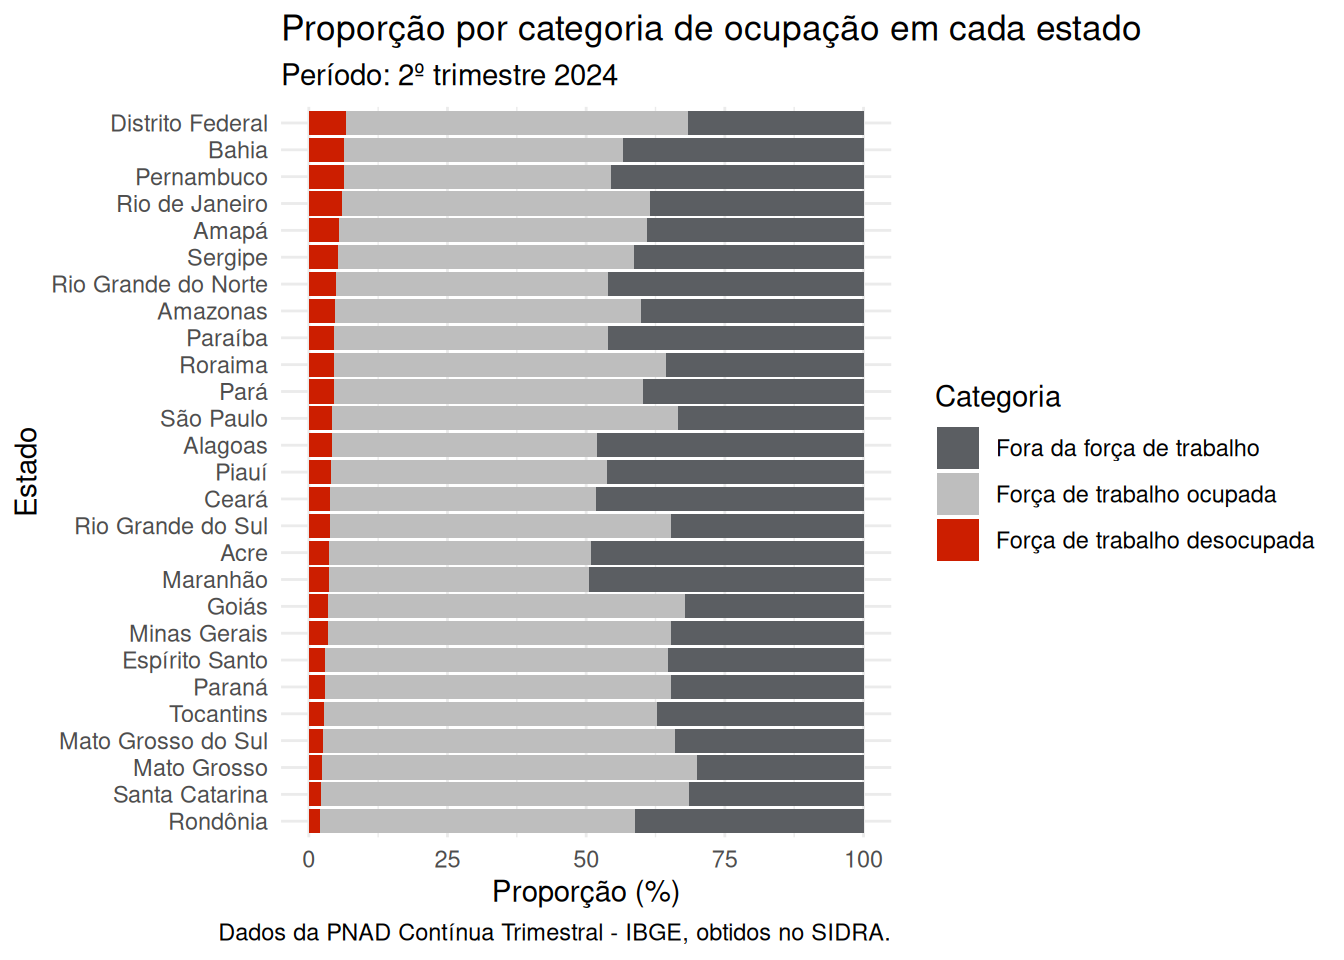 Proporção por categoria de ocupação em cada estado
Período: 2º trimestre 2024
Estado
Distrito Federal
Bahia
Pernambuco
Rio de Janeiro
Amapá
Sergipe
Rio Grande do Norte
Amazonas
Paraíba
Roraima
Pará
São Paulo
Alagoas
Piauí
Ceará
Rio Grande do Sul
Acre
Maranhão
Goiás
Minas Gerais
Espírito Santo
Paraná
Tocantins
Mato Grosso do Sul
Mato Grosso
Santa Catarina
Rondônia
0 25 50 75 100
Proporção (%)
Categoria
Fora da força de trabalho
Força de trabalho ocupada
Força de trabalho desocupada
Dados da PNAD Contínua Trimestral - IBGE, obtidos no SIDRA.